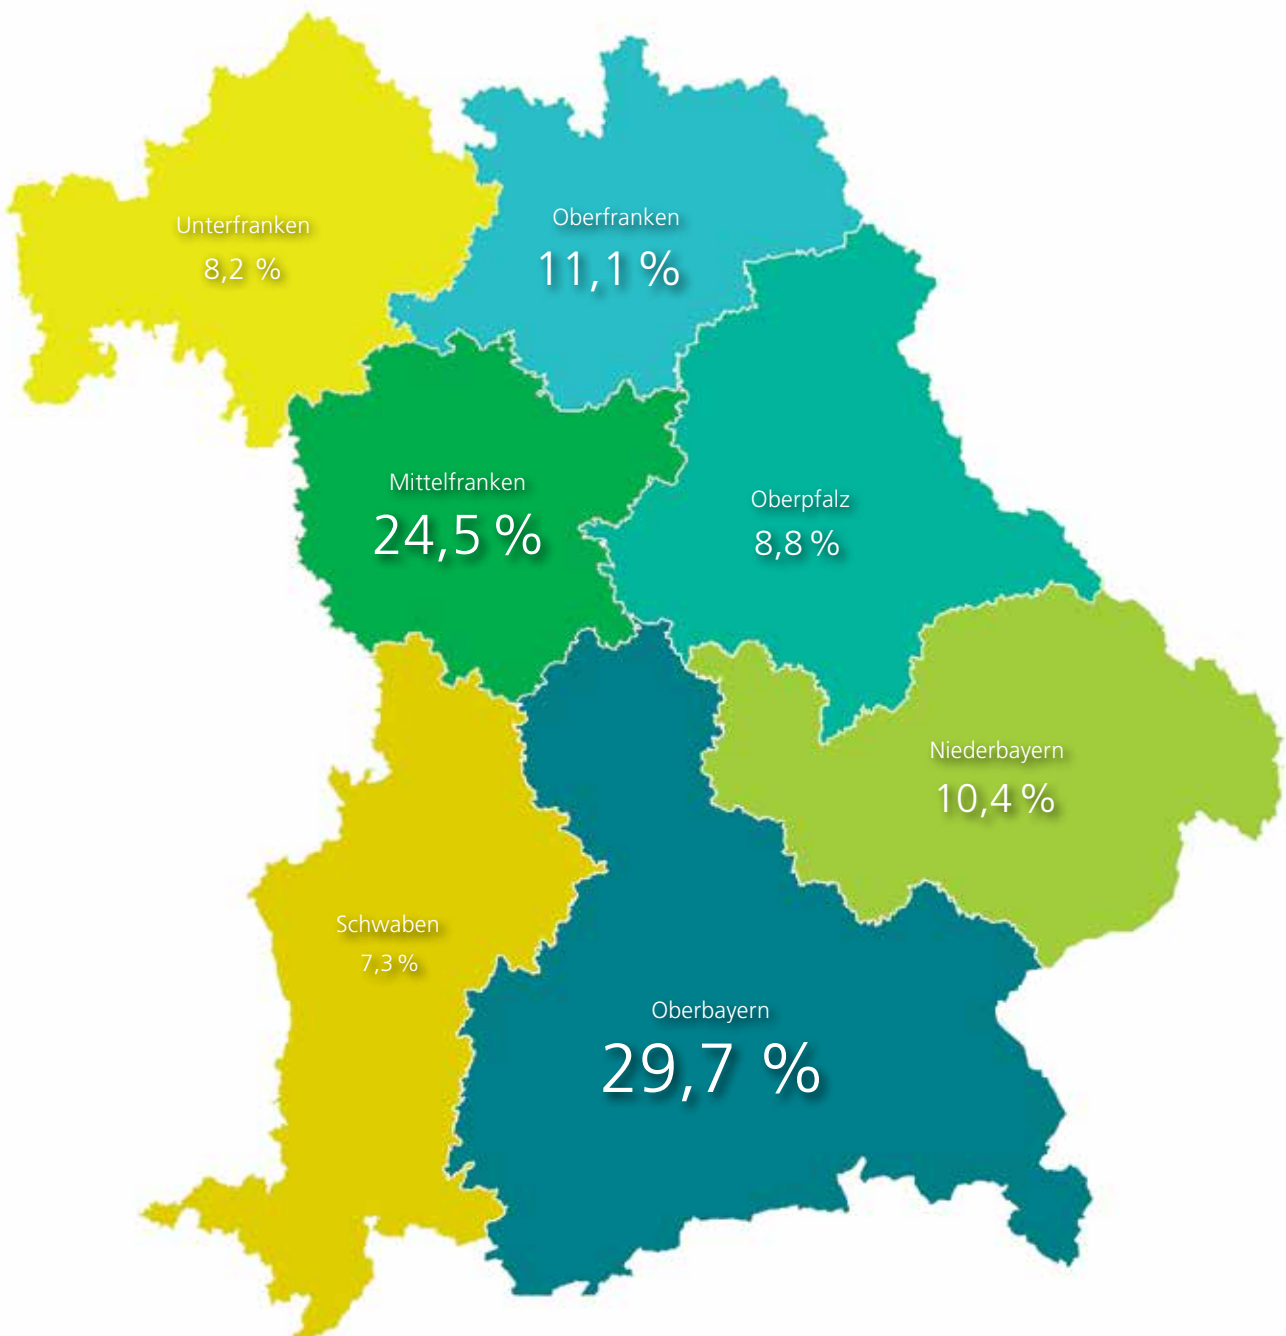 Unterfranken
8,2 %
Oberfranken
11,1 %
Mittelfranken
24,5 %
Oberpfalz
8,8 %
Niederbayern
10,4 %
Schwaben
7,3 %
Oberbayern
29,7 %